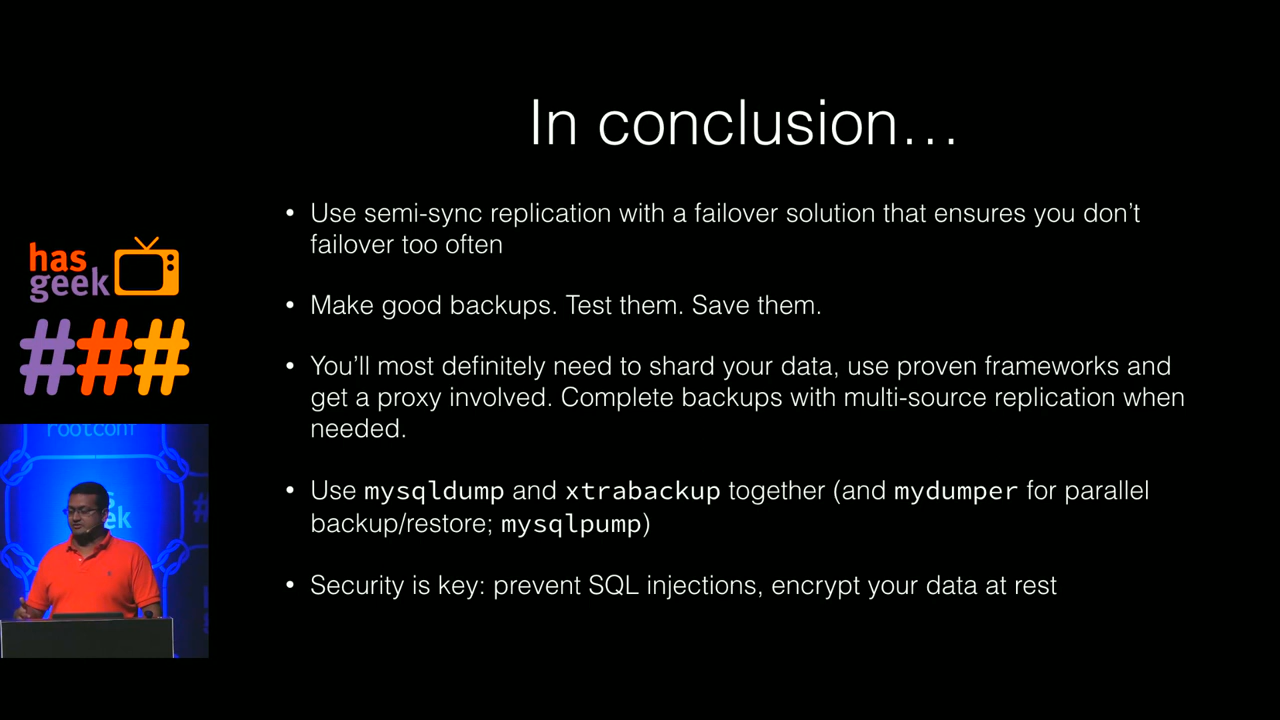 In conclusion…
• Use semi-sync replication with a failover solution that ensures you don’t
failover too often
• Make good backups. Test them. Save them.
• You’ll most definitely need to shard your data, use proven frameworks and
get a proxy involved. Complete backups with multi-source replication when
needed.
• Use mysqldump and xtrabackup together (and mydumper for parallel
backup/restore; mysqlpump)
• Security is key: prevent SQL injections, encrypt your data at rest
has
geek
###
rootconf